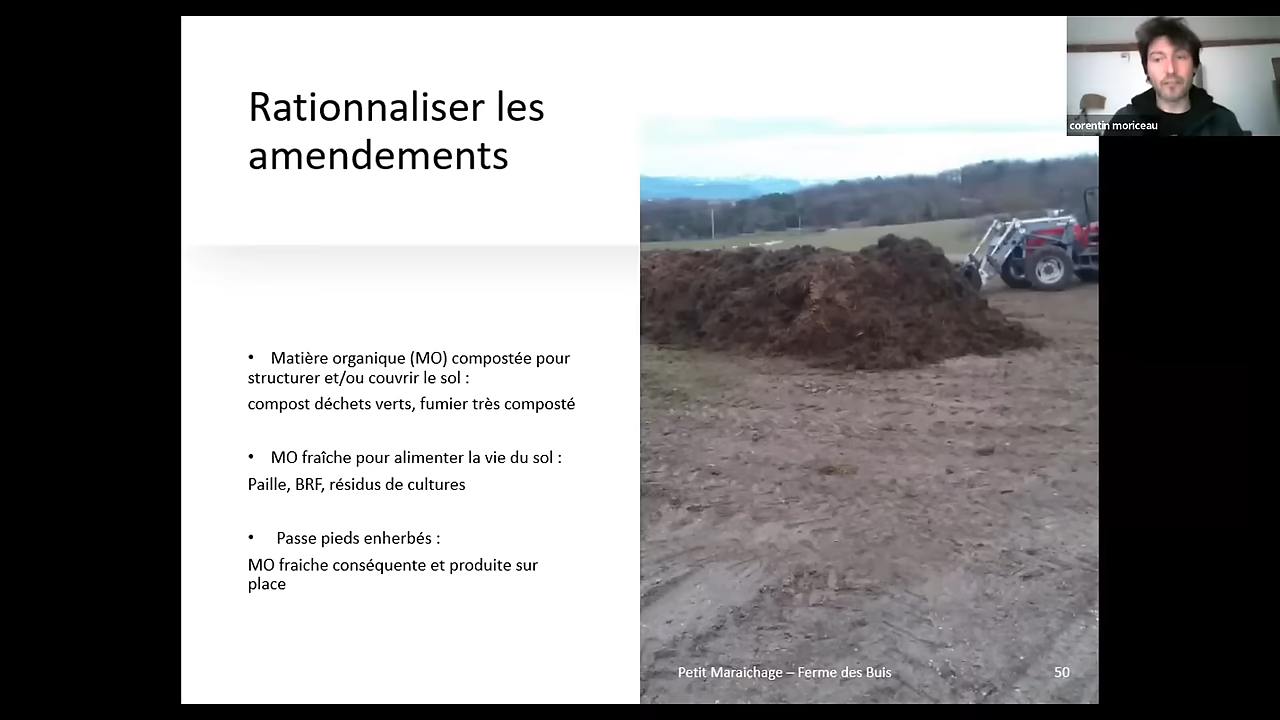 Rationnaliser les
amendements
corentin moriceau
• Matière organique (MO) compostée pour
structurer et/ou couvrir le sol :
compost déchets verts, fumier très composté
• MO fraîche pour alimenter la vie du sol :
Paille, BRF, résidus de cultures
• Passe pieds enherbés :
MO fraiche conséquente et produite sur
place
Petit Maraichage – Ferme des Buis
50